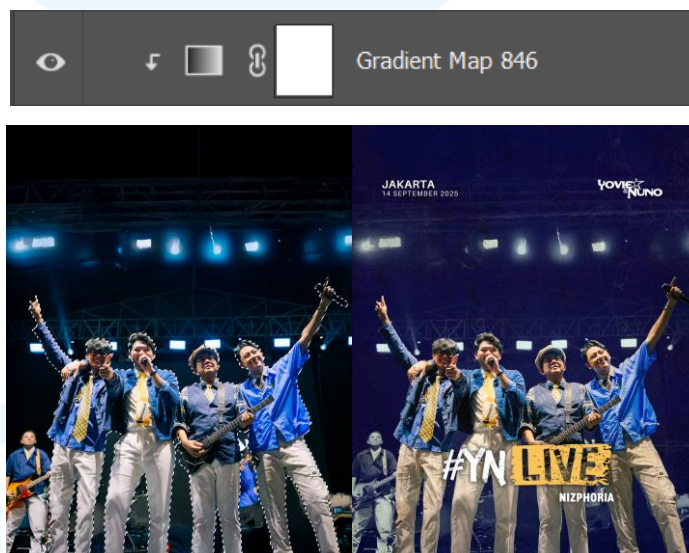 Gradient Map 846
JAKARTA
14 SEPTEMBER 2025
YOVIE
& NUNO
#YN LIVE
NIZPHORIA